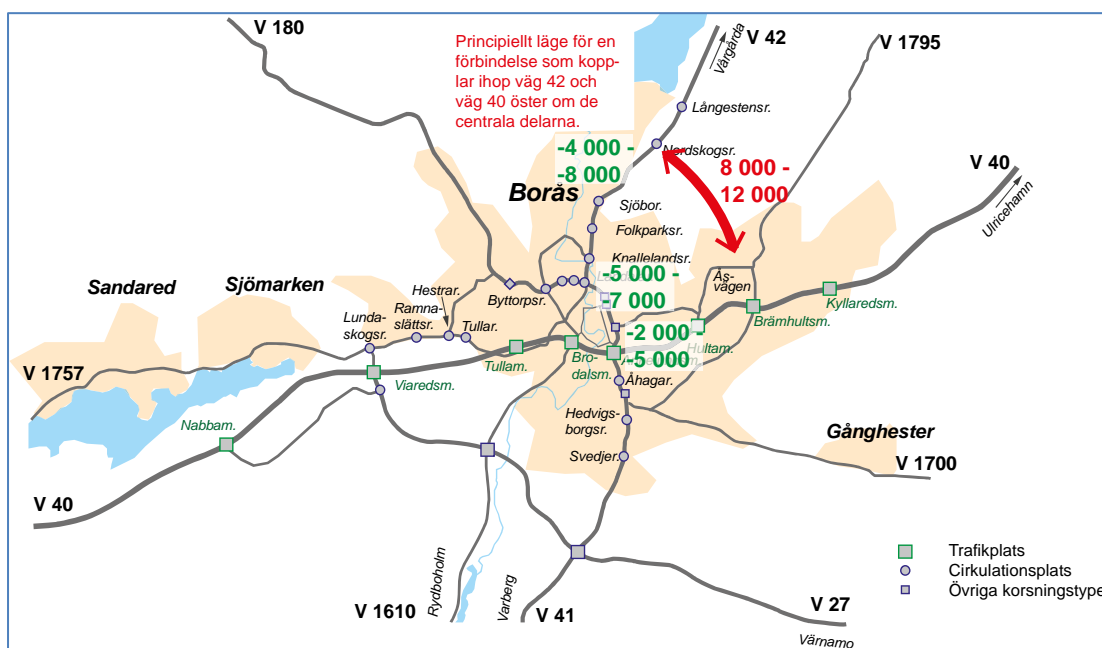 V 180
Principiellt läge för en
förbindelse som kopp-
lar ihop väg 42 och
väg 40 öster om de
centrala delarna.
V 42
Vårgårda
V 1795
Långestensr.
Nordskogsr.
-4 000 -
-8 000
8 000 -
12 000
V 40
Ulricehamn
Borås
Sjöbor.
Folkparksr.
Knallelandsr.
-5 000 -
-7 000
Ås-
vägen
Kyllaredsm.
Brämhultsm.
Sandared
Sjömarken
Hestrar.
Ramna-
slättsr.
Lunda-
skogsr.
Tullar.
Byttorpsr.
-2 000 -
-5 000
Hultam.
V 1757
Viaredsm.
Tullam.
Bro-
dalsm.
Åhagar.
Hedvigs-
borgsr.
Nabbam.
Svedjer.
Gånghester
V 1700
V 40
Trafikplats
Cirkulationsplats
Övriga korsningstype
Rydboholm
Varberg
V 1610
V 41
V 27
Värnamo